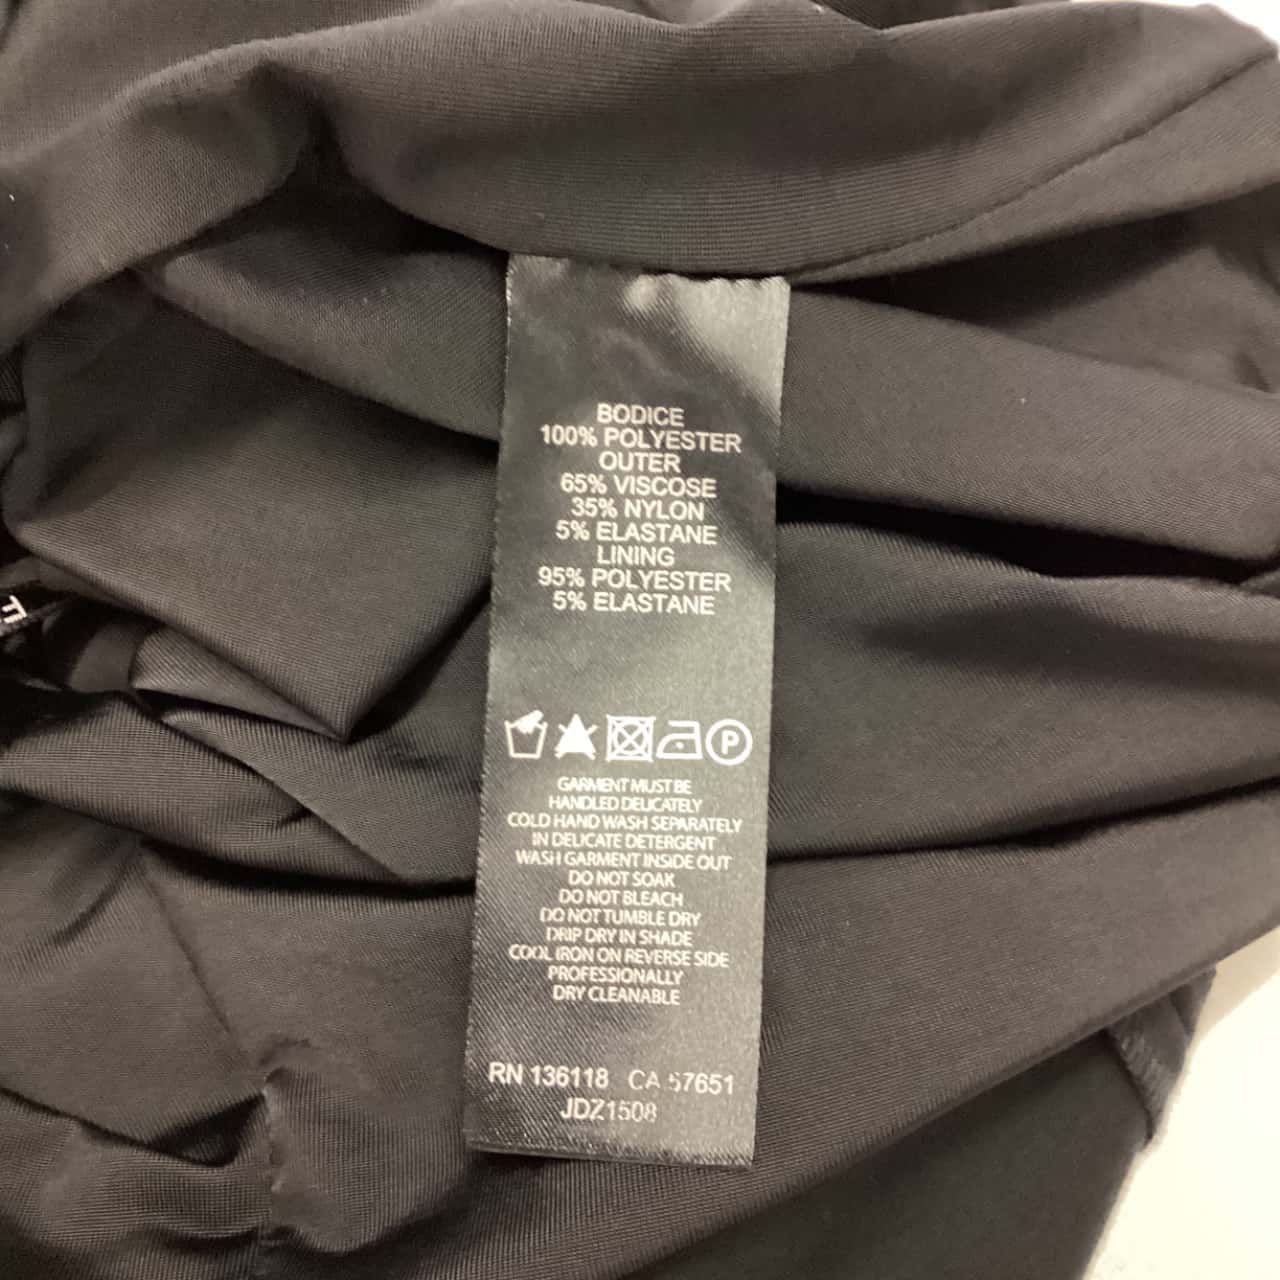 BODICE
100% POLYESTER
OUTER
65% VISCOSE
35% NYLON
5% ELASTANE
LINING
95% POLYESTER
5% ELASTANE
P
GARMENT MUST BE
HANDLED DELICATELY
COLD HAND WASH SEPARATELY
IN DELICATE DETERGENT
WASH GARMENT INSIDE OUT
DO NOT SOAK
DO NOT BLEACH
DO NOT TUMBLE DRY
DRIP DRY IN SHADE
COOL IRON ON REVERSE SIDE
PROFESSIONALLY
DRY CLEANABLE
RN 136118 CA 57651
JDZ1508